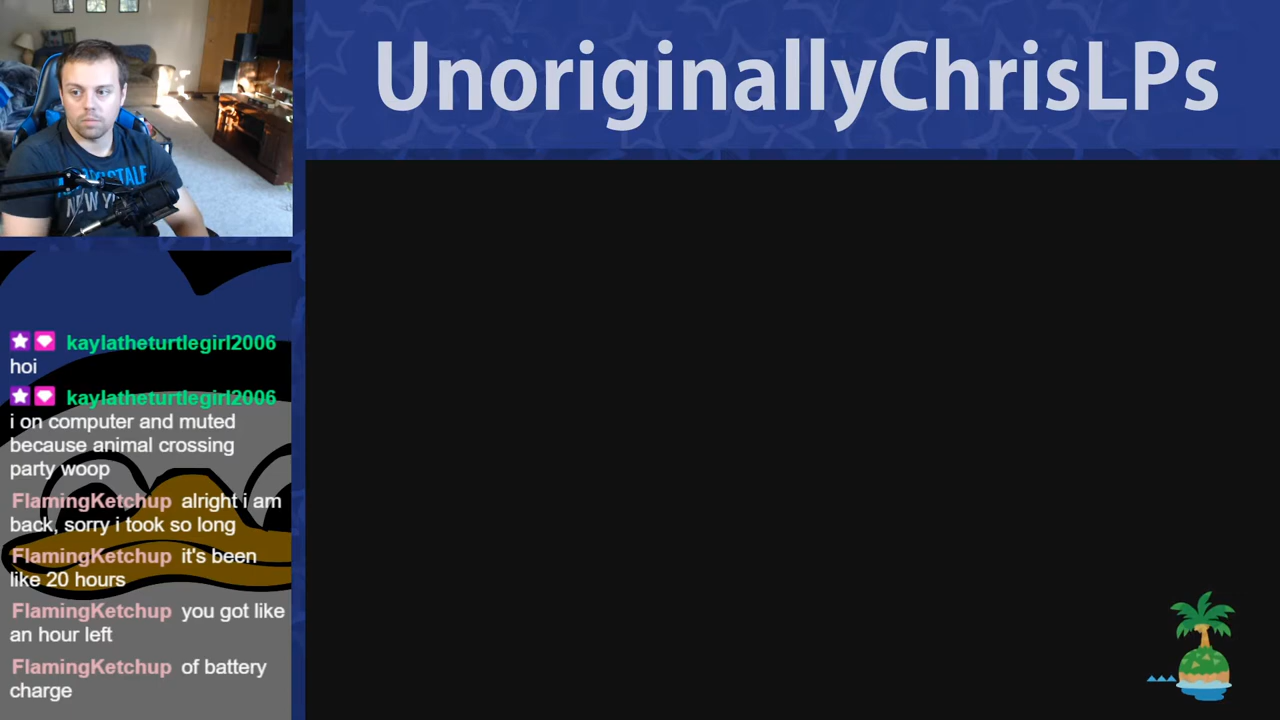 UnoriginallyChrisLPs
NEW Y
kaylatheturtlegirl2006
hoi
kaylatheturtlegirl2006
i on computer and muted
because animal crossing
party woop
FlamingKetchup alright i am
back, sorry i took so long
FlamingKetchup it's been
like 20 hours
FlamingKetchup you got like
an hour left
FlamingKetchup of battery
charge